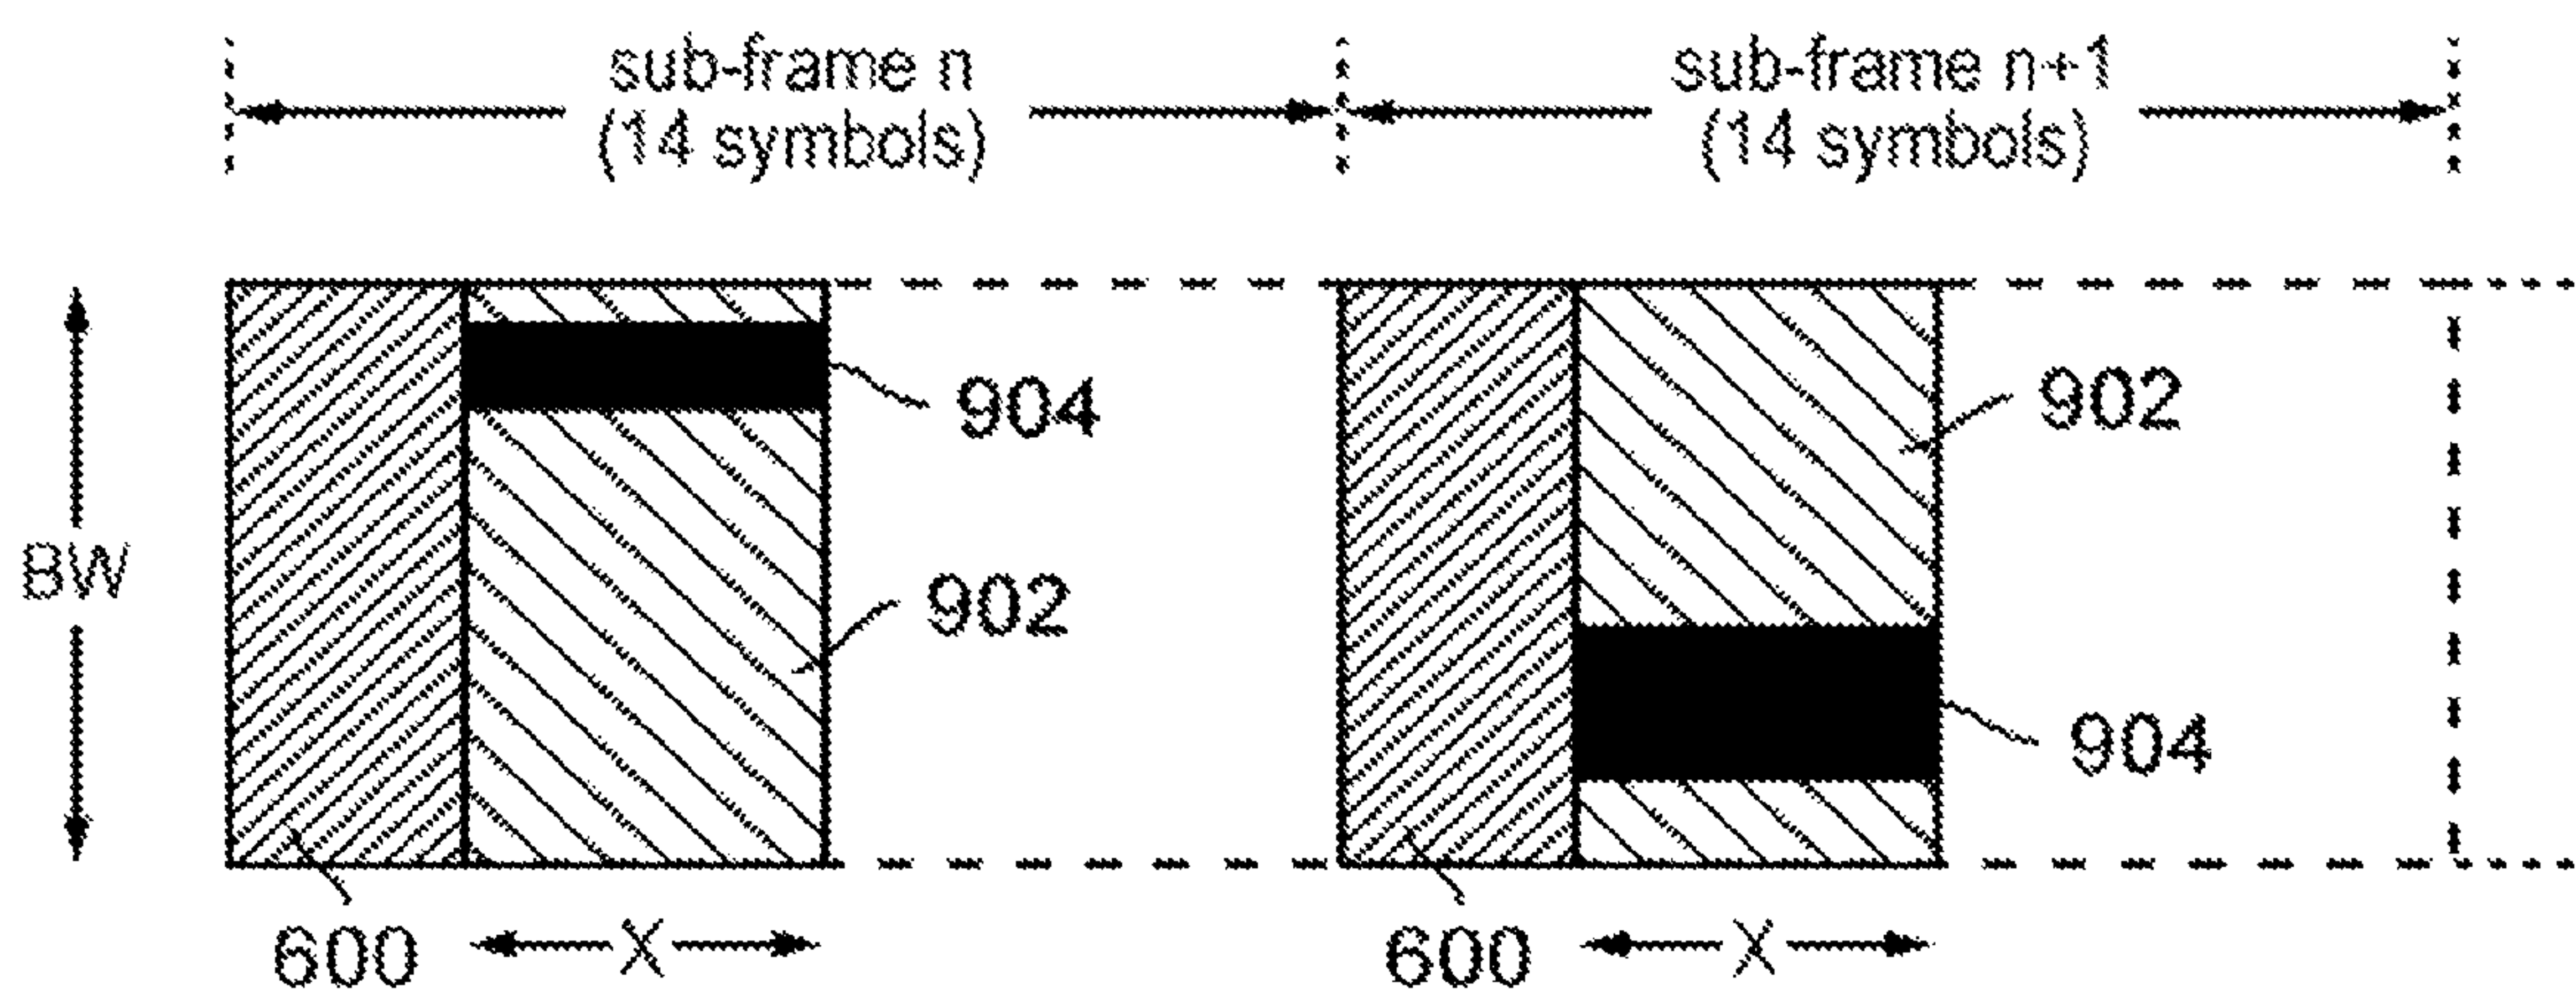 sub-frame n
(14 symbols)
sub-frame n+1
(14 symbols)
BW
904
902
902
904
600
X
600
X